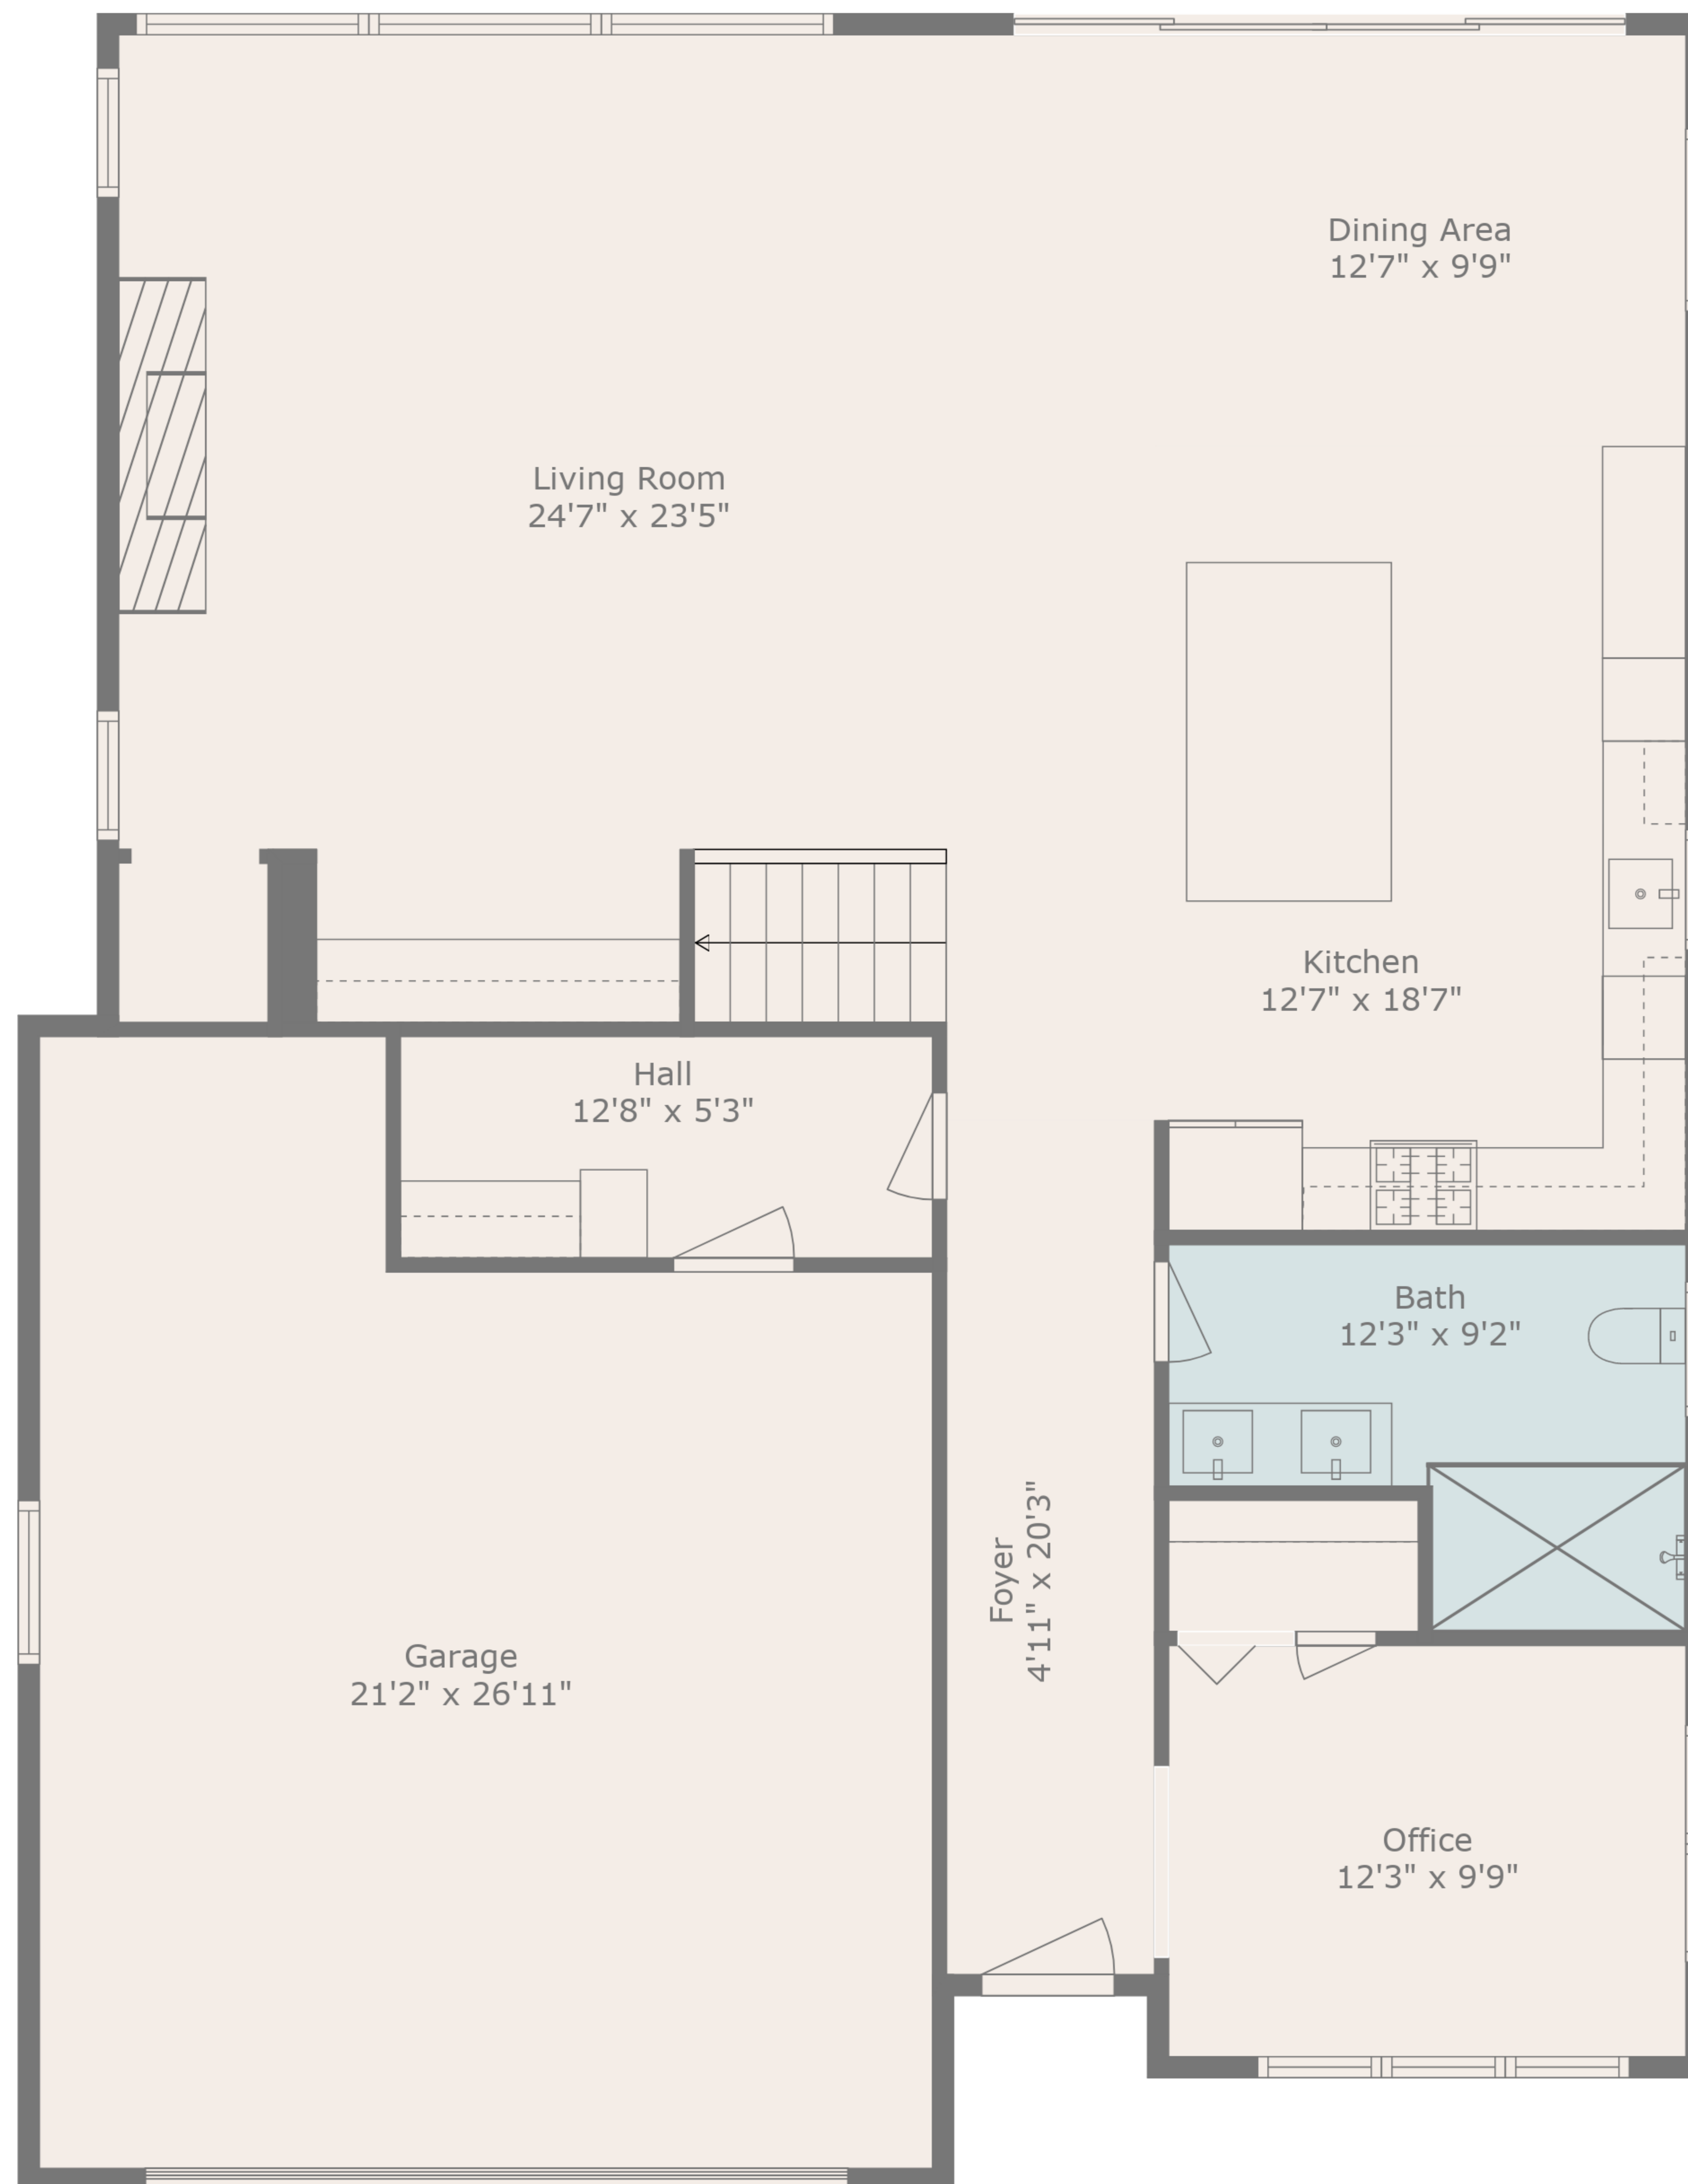 Dining Area
12'7" x 9'9"
Living Room
24'7" x 23'5"
Kitchen
12'7" x 18'7"
Hall
12'8" x 5'3"
Bath
12'3" x 9'2"
Foyer
4'11" x 20'3"
Garage
21'2" x 26'11"
Office
12'3" x 9'9"